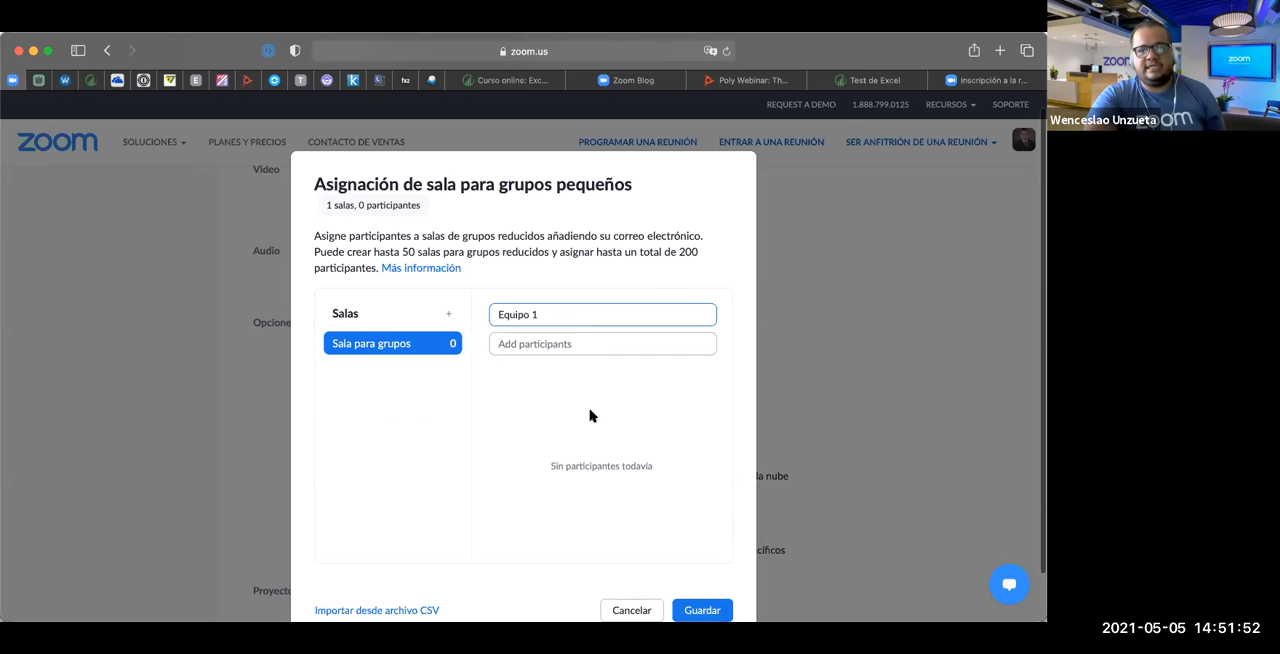 zoom.us
Curso online: Exc...
Zoom Blog
Poly Webinar: Th...
Test de Excel
Inscripción a la r...
REQUEST A DEMO
1.888.799.0125
RECURSOS
SOPORTE
zoom
SOLUCIONES
PLANES Y PRECIOS
CONTACTO DE VENTAS
PROGRAMAR UNA REUNIÓN
ENTRAR A UNA REUNIÓN
SER ANFITRIÓN DE UNA REUNIÓN
Wenceslao Unzueta
zoom
zoom
Video
Audio
Opcione
Proyecto
Asignación de sala para grupos pequeños
1 salas, 0 participantes
Asigne participantes a salas de grupos reducidos añadiendo su correo electrónico.
Puede crear hasta 50 salas para grupos reducidos y asignar hasta un total de 200
participantes. Más información
Salas +
Equipo 1
Sala para grupos 0
Add participants
Sin participantes todavía
la nube
cíficos
Importar desde archivo CSV
Cancelar
Guardar
2021-05-05 14:51:52